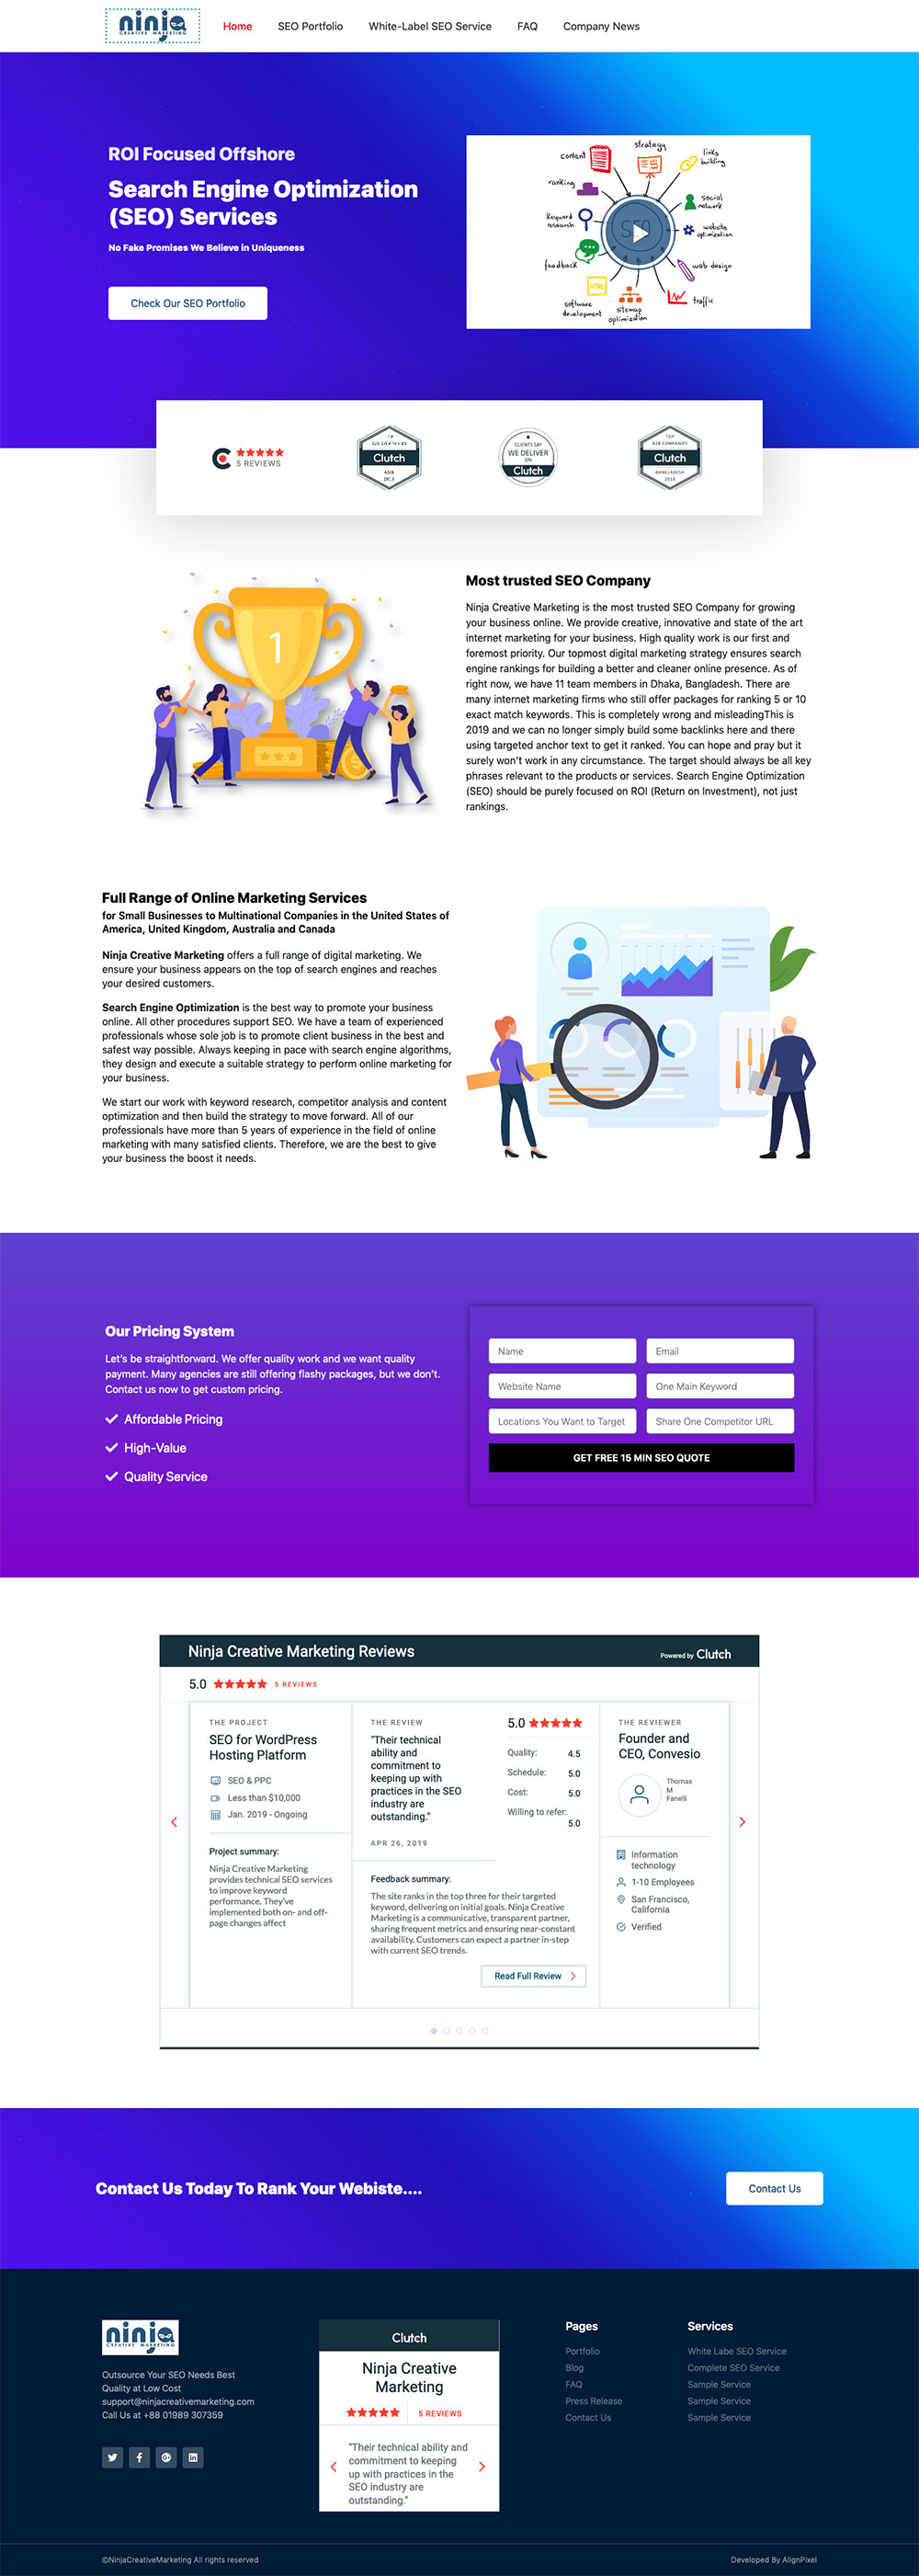 ninja
CREATIVE MARKETING
Home
SEO Portfolio
White-Label SEO Service
FAQ
Company News
ROI Focused Offshore
Search Engine Optimization
(SEO) Services
No Fake Promises We Believe in Uniqueness
Check Our SEO Portfolio
strategy
content
links
building
ranking
social
network
keyword
research
SEO
website
optimization
feedback
web design
HTML
software
development
sitemap
optimization
traffic
5 REVIEWS
TOP
B2B COMPANIES
Clutch
ASIA
CLIENTS SAY
WE DELIVER
ON
Clutch
TOP
B2B COMPANIES
Clutch
BANGLADESH
2018
1
Most trusted SEO Company
Ninja Creative Marketing is the most trusted SEO Company for growing
your business online. We provide creative, innovative and state of the art
internet marketing for your business. High quality work is our first and
foremost priority. Our topmost digital marketing strategy ensures search
engine rankings for building a better and cleaner online presence. As of
right now, we have 11 team members in Dhaka, Bangladesh. There are
many internet marketing firms who still offer packages for ranking 5 or 10
exact match keywords. This is completely wrong and misleadingThis is
2019 and we can no longer simply build some backlinks here and there
using targeted anchor text to get it ranked. You can hope and pray but it
surely won't work in any circumstance. The target should always be all key
phrases relevant to the products or services. Search Engine Optimization
(SEO) should be purely focused on ROI (Return on Investment), not just
rankings.
Full Range of Online Marketing Services
for Small Businesses to Multinational Companies in the United States of
America, United Kingdom, Australia and Canada
Ninja Creative Marketing offers a full range of digital marketing. We
ensure your business appears on the top of search engines and reaches
your desired customers.
Search Engine Optimization is the best way to promote your business
online. All other procedures support SEO. We have a team of experienced
professionals whose sole job is to promote client business in the best and
safest way possible. Always keeping in pace with search engine algorithms,
they design and execute a suitable strategy to perform online marketing for
your business.
We start our work with keyword research, competitor analysis and content
optimization and then build the strategy to move forward. All of our
professionals have more than 5 years of experience in the field of online
marketing with many satisfied clients. Therefore, we are the best to give
your business the boost it needs.
Our Pricing System
Let's be straightforward. We offer quality work and we want quality
payment. Many agencies are still offering flashy packages, but we don't.
Contact us now to get custom pricing.
Affordable Pricing
High-Value
Quality Service
Name
Email
Website Name
One Main Keyword
Locations You Want to Target
Share One Competitor URL
GET FREE 15 MIN SEO QUOTE
Ninja Creative Marketing Reviews
Powered by Clutch
5.0
5 REVIEWS
THE PROJECT
SEO for WordPress
Hosting Platform
SEO & PPC
Less than $10,000
Jan. 2019 - Ongoing
Project summary:
Ninja Creative Marketing
provides technical SEO services
to improve keyword
performance. They've
implemented both on- and off-
page changes affect
THE REVIEW
"Their technical
ability and
commitment to
keeping up with
practices in the SEO
industry are
outstanding."
APR 26, 2019
5.0
Quality: 4.5
Schedule: 5.0
Cost: 5.0
Willing to refer:
5.0
Feedback summary:
The site ranks in the top three for their targeted
keyword, delivering on initial goals. Ninja Creative
Marketing is a communicative, transparent partner,
sharing frequent metrics and ensuring near-constant
availability. Customers can expect a partner in-step
with current SEO trends.
Read Full Review
THE REVIEWER
Founder and
CEO, Convesio
Thomas
M
Fanelli
Information
technology
1-10 Employees
San Francisco,
California
Verified
Contact Us Today To Rank Your Webiste....
Contact Us
ninja
CREATIVE MARKETING
Outsource Your SEO Needs Best
Quality at Low Cost
support@ninjacreativemarketing.com
Call Us at +88 01989 307359
Clutch
Ninja Creative
Marketing
5 REVIEWS
"Their technical ability and
commitment to keeping
up with practices in the
SEO industry are
outstanding."
Pages
Portfolio
Blog
FAQ
Press Release
Contact Us
Services
White Labe SEO Service
Complete SEO Service
Sample Service
Sample Service
Sample Service
©NinjaCreativeMarketing All rights reserved
Developed By AlignPixel